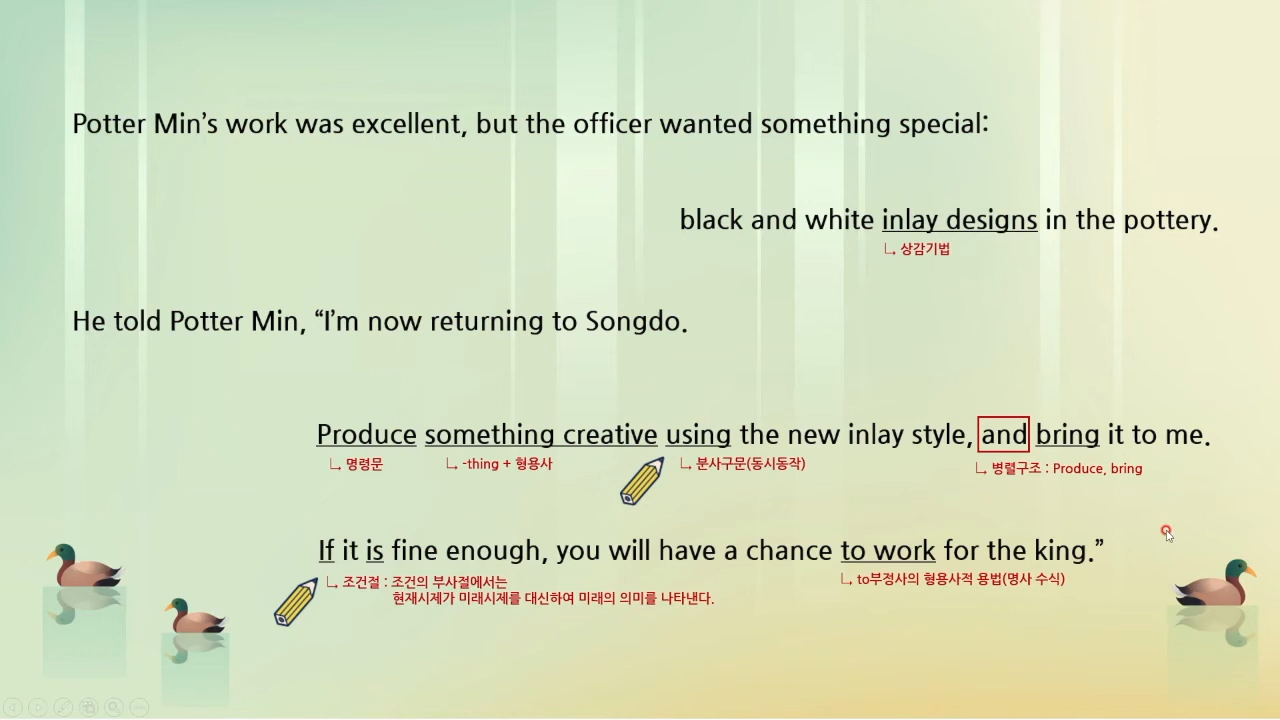 Potter Min's work was excellent, but the officer wanted something special:
black and white inlay designs in the pottery.
상감기법
He told Potter Min, “I'm now returning to Songdo.
Produce something creative using the new inlay style, and bring it to me.
명령문
-thing + 형용사
분사구문(동시동작)
병렬구조 : Produce, bring
If it is fine enough, you will have a chance to work for the king.”
조건절 : 조건의 부사절에서는
현재시제가 미래시제를 대신하여 미래의 의미를 나타낸다.
to부정사의 형용사적 용법(명사 수식)